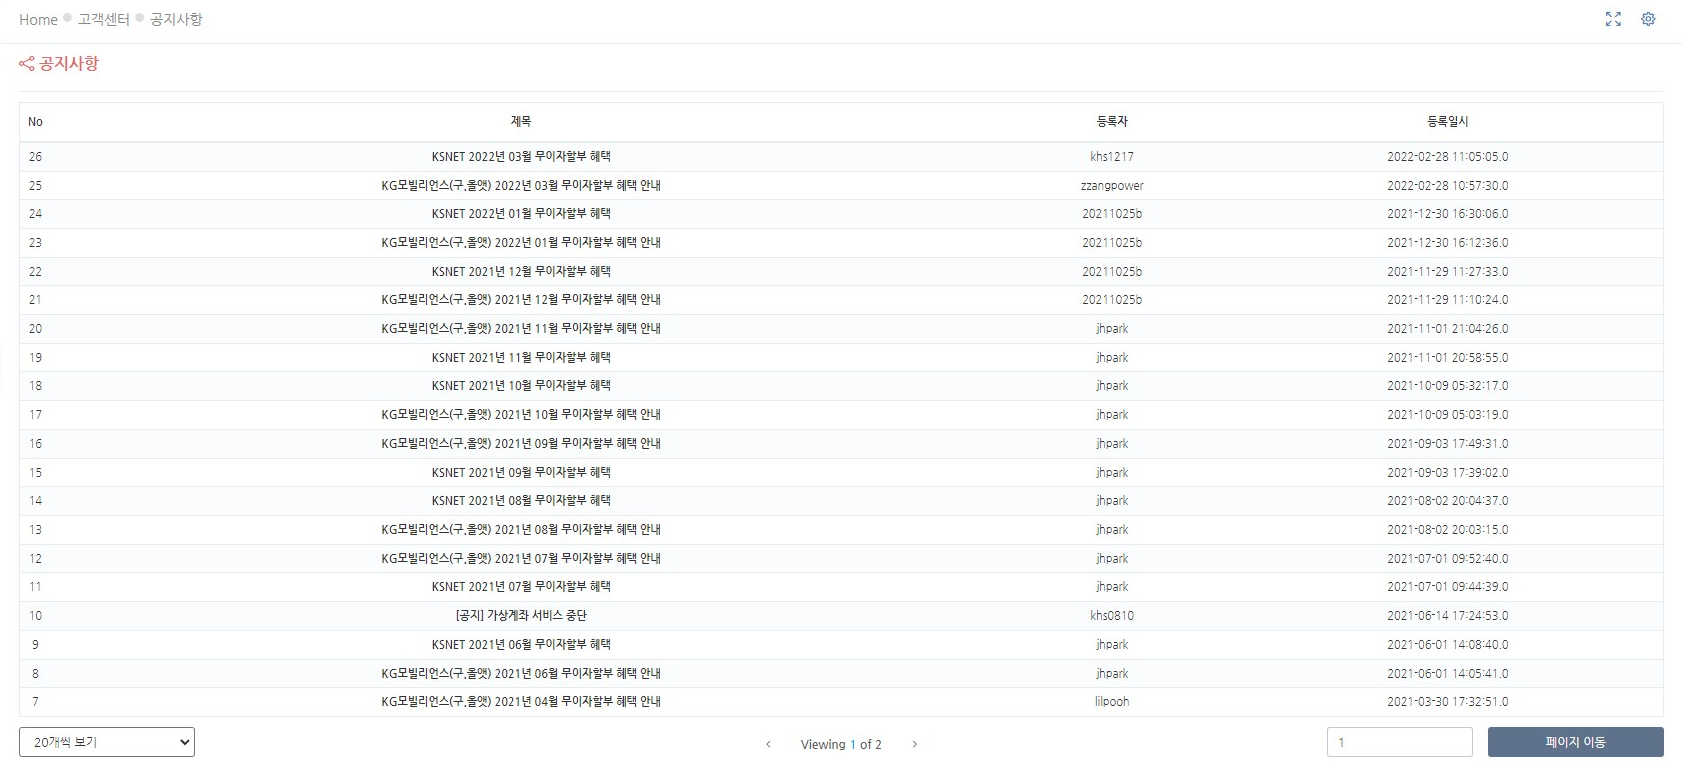 Home 고객센터 공지사항
공지사항
No 제목 등록자 등록일시
26 KSNET 2022년 03월 무이자할부 혜택 khs1217 2022-02-28 11:05:05.0
25 KG모빌리언스(구.올앳) 2022년 03월 무이자할부 혜택 안내 zzangpower 2022-02-28 10:57:30.0
24 KSNET 2022년 01월 무이자할부 혜택 20211025b 2021-12-30 16:30:06.0
23 KG모빌리언스(구.올앳) 2022년 01월 무이자할부 혜택 안내 20211025b 2021-12-30 16:12:36.0
22 KSNET 2021년 12월 무이자할부 혜택 20211025b 2021-11-29 11:27:33.0
21 KG모빌리언스(구.올앳) 2021년 12월 무이자할부 혜택 안내 20211025b 2021-11-29 11:10:24.0
20 KG모빌리언스(구.올앳) 2021년 11월 무이자할부 혜택 안내 jhpark 2021-11-01 21:04:26.0
19 KSNET 2021년 11월 무이자할부 혜택 jhpark 2021-11-01 20:58:55.0
18 KSNET 2021년 10월 무이자할부 혜택 jhpark 2021-10-09 05:32:17.0
17 KG모빌리언스(구.올앳) 2021년 10월 무이자할부 혜택 안내 jhpark 2021-10-09 05:03:19.0
16 KG모빌리언스(구.올앳) 2021년 09월 무이자할부 혜택 안내 jhpark 2021-09-03 17:49:31.0
15 KSNET 2021년 09월 무이자할부 혜택 jhpark 2021-09-03 17:39:02.0
14 KSNET 2021년 08월 무이자할부 혜택 jhpark 2021-08-02 20:04:37.0
13 KG모빌리언스(구.올앳) 2021년 08월 무이자할부 혜택 안내 jhpark 2021-08-02 20:03:15.0
12 KG모빌리언스(구.올앳) 2021년 07월 무이자할부 혜택 안내 jhpark 2021-07-01 09:52:40.0
11 KSNET 2021년 07월 무이자할부 혜택 jhpark 2021-07-01 09:44:39.0
10 [공지] 가상계좌 서비스 중단 khs0810 2021-06-14 17:24:53.0
9 KSNET 2021년 06월 무이자할부 혜택 jhpark 2021-06-01 14:08:40.0
8 KG모빌리언스(구.올앳) 2021년 06월 무이자할부 혜택 안내 jhpark 2021-06-01 14:05:41.0
7 KG모빌리언스(구.올앳) 2021년 04월 무이자할부 혜택 안내 lilpooh 2021-03-30 17:32:51.0
20개씩 보기 Viewing 1 of 2 1 페이지 이동